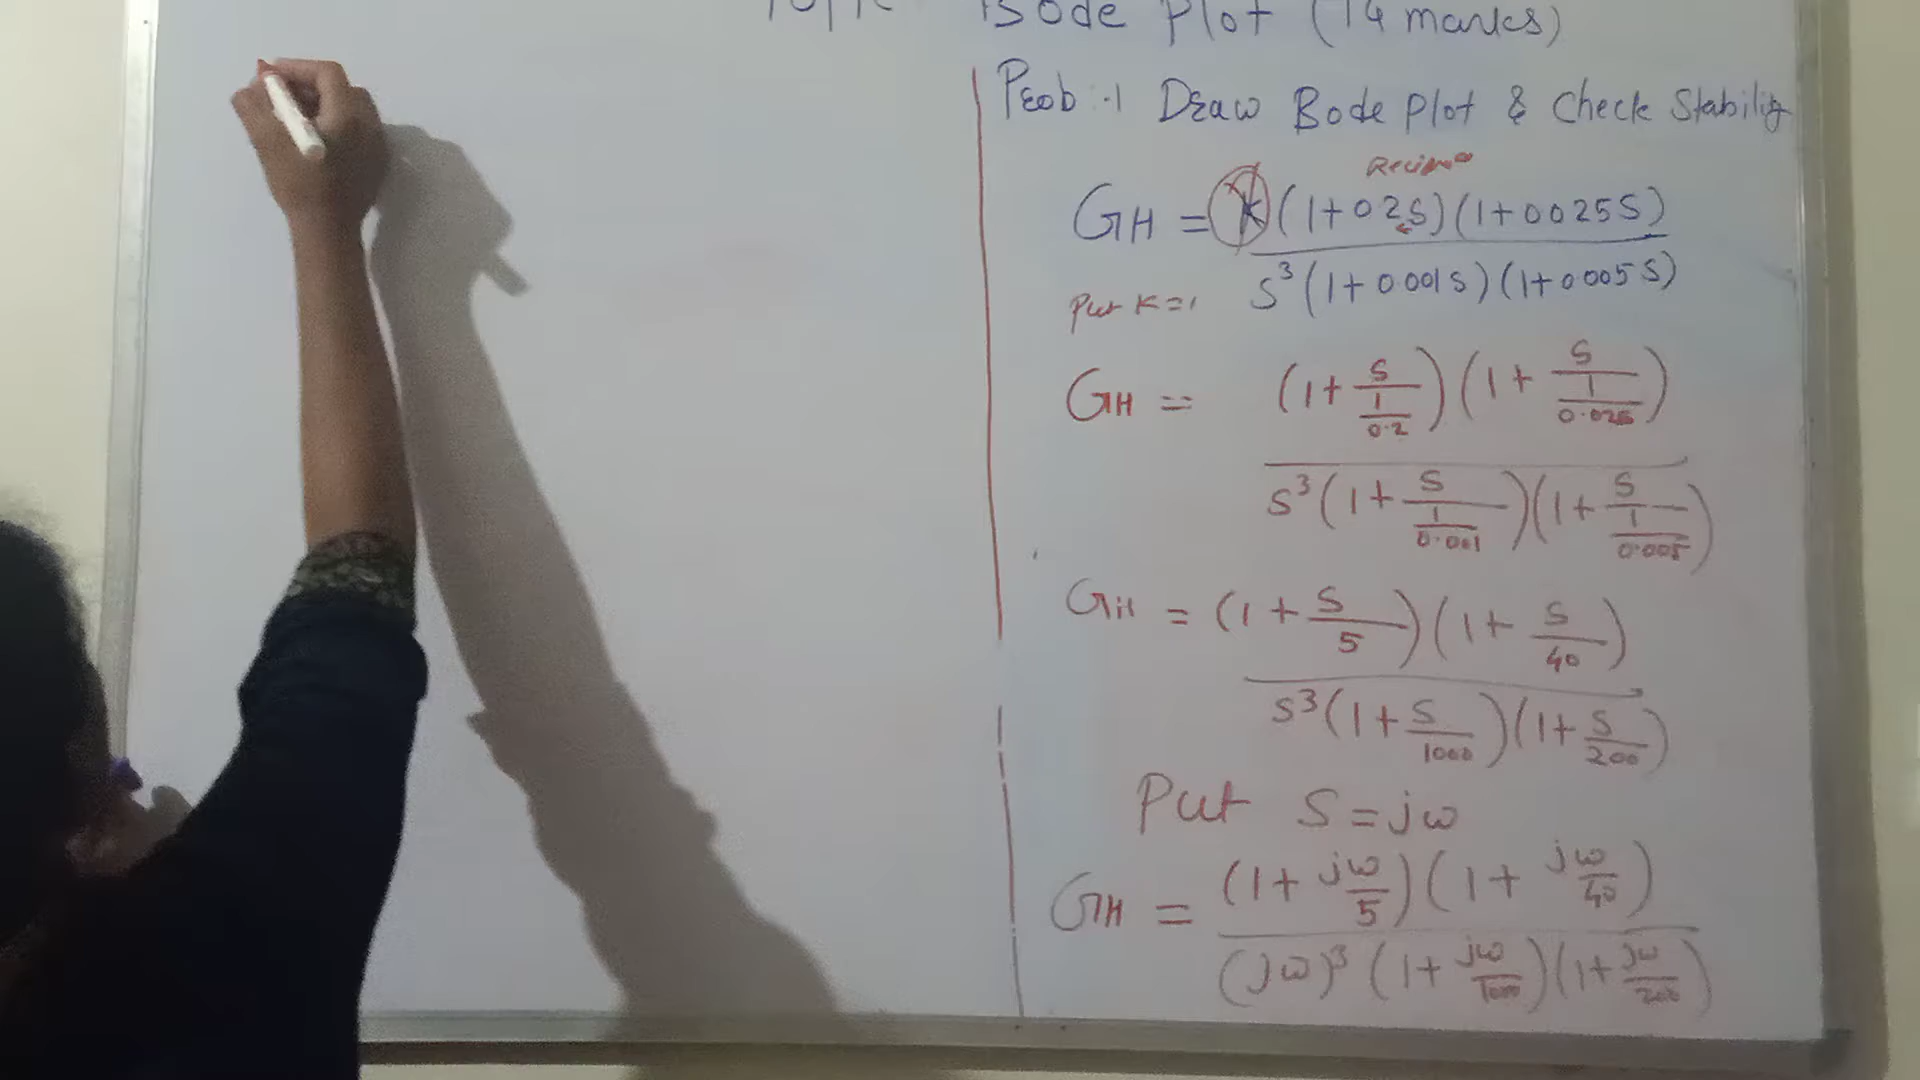 Bode Plot (14 marks)
Prob :-1 Draw Bode Plot & Check Stability
GH = K (1+0.2S)(1+0.025S)
S³(1+0.001S)(1+0.005S)
Put K=1
GH = (1+ S/(1/0.2)) (1+ S/(1/0.025))
S³(1+ S/(1/0.001)) (1+ S/(1/0.005))
GH = (1+ S/5) (1+ S/40)
S³(1+ S/1000) (1+ S/200)
Put S=jω
GH = (1+ jω/5) (1+ jω/40)
(jω)³ (1+ jω/1000) (1+ jω/200)